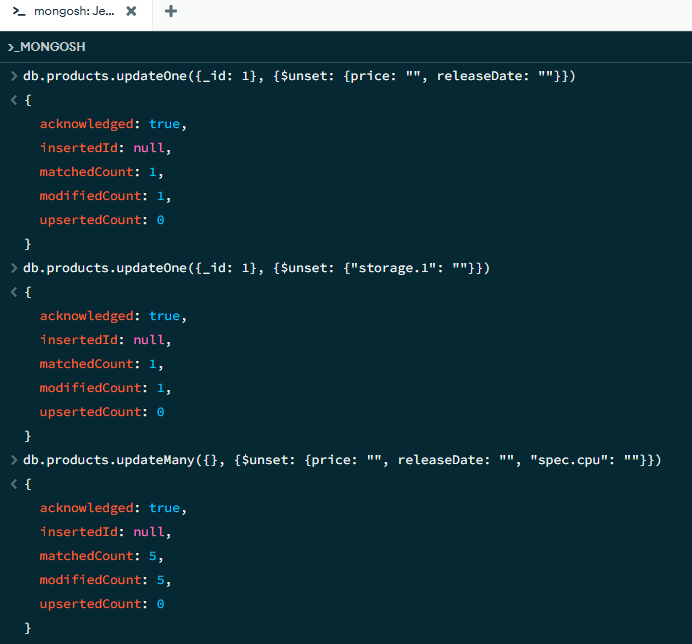 >_ mongosh: Je... × +
>_MONGOSH
> db.products.updateOne({_id: 1}, {$unset: {price: "", releaseDate: ""}})
< {
acknowledged: true,
insertedId: null,
matchedCount: 1,
modifiedCount: 1,
upsertedCount: 0
}
> db.products.updateOne({_id: 1}, {$unset: {"storage.1": ""}})
< {
acknowledged: true,
insertedId: null,
matchedCount: 1,
modifiedCount: 1,
upsertedCount: 0
}
> db.products.updateMany({}, {$unset: {price: "", releaseDate: "", "spec.cpu": ""}})
< {
acknowledged: true,
insertedId: null,
matchedCount: 5,
modifiedCount: 5,
upsertedCount: 0
}